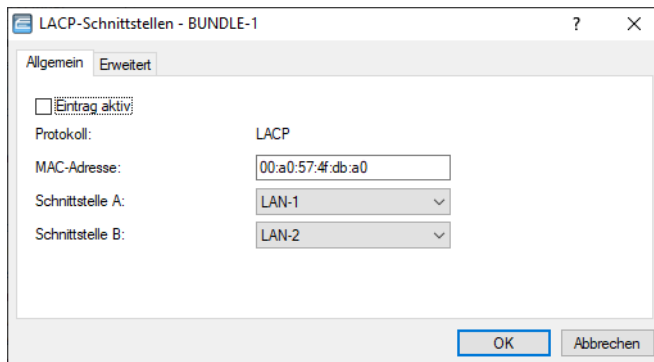 LACP-Schnittstellen - BUNDLE-1 ?
Allgemein Erweitert
Eintrag aktiv
Protokoll: LACP
MAC-Adresse: 00:a0:57:4f:db:a0
Schnittstelle A: LAN-1
Schnittstelle B: LAN-2
OK Abbrechen